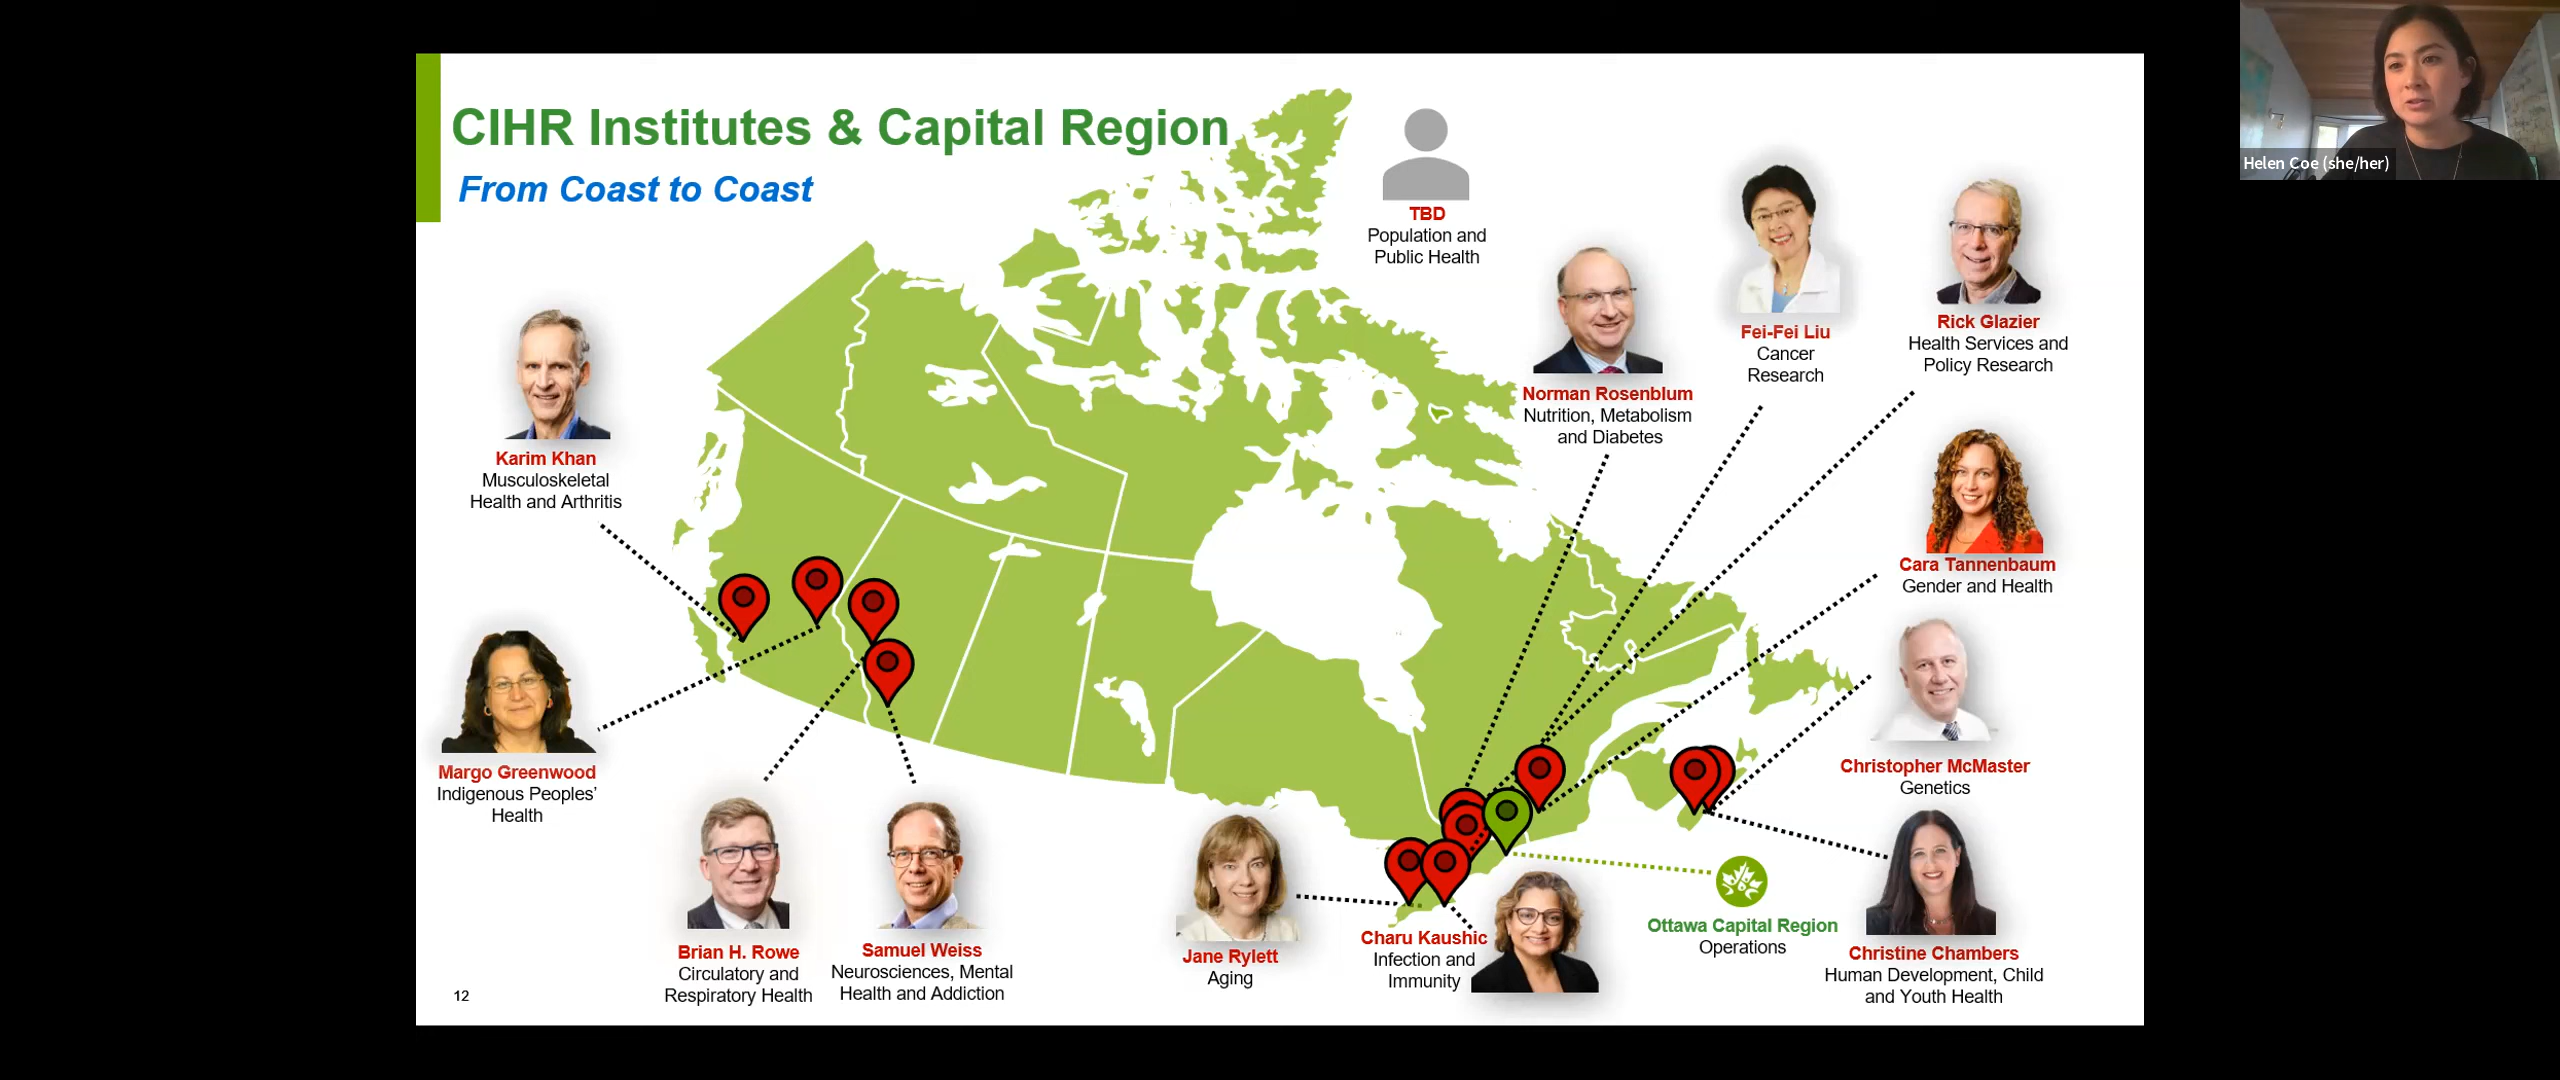 CIHR Institutes & Capital Region
From Coast to Coast
Helen Coe (she/her)
TBD
Population and
Public Health
Norman Rosenblum
Nutrition, Metabolism
and Diabetes
Fei-Fei Liu
Cancer
Research
Rick Glazier
Health Services and
Policy Research
Karim Khan
Musculoskeletal
Health and Arthritis
Cara Tannenbaum
Gender and Health
Margo Greenwood
Indigenous Peoples’
Health
Christopher McMaster
Genetics
Brian H. Rowe
Circulatory and
Respiratory Health
Samuel Weiss
Neurosciences, Mental
Health and Addiction
Jane Rylett
Aging
Charu Kaushic
Infection and
Immunity
Ottawa Capital Region
Operations
Christine Chambers
Human Development, Child
and Youth Health
12